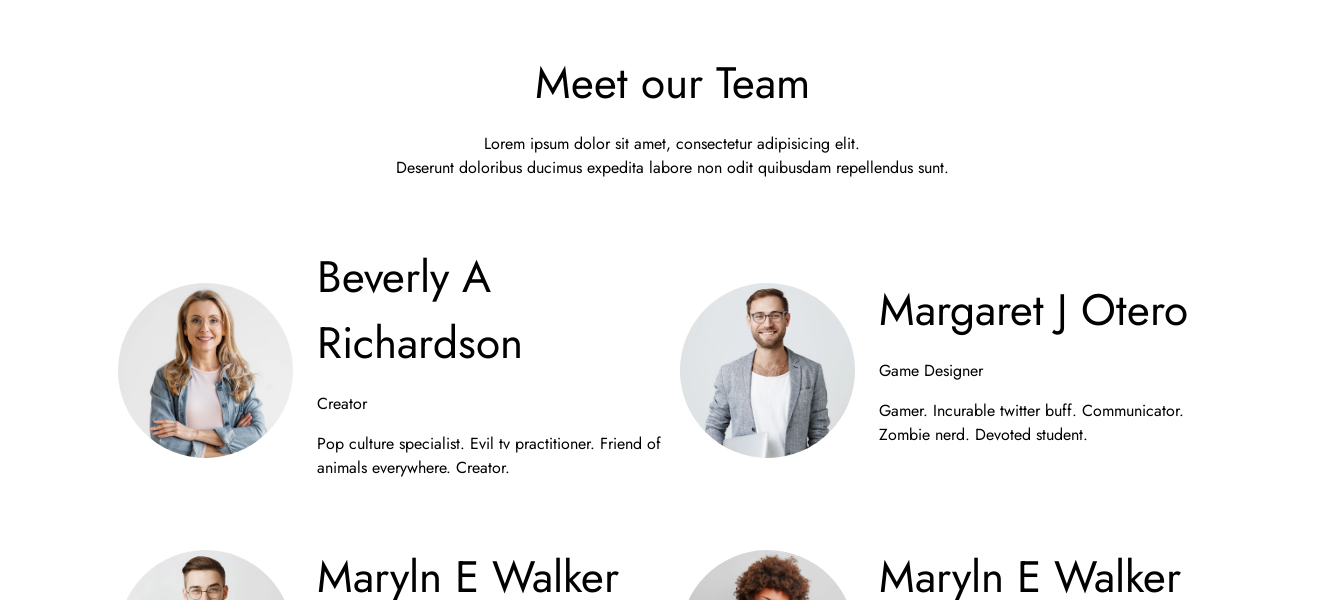 Meet our Team
Lorem ipsum dolor sit amet, consectetur adipisicing elit.
Deserunt doloribus ducimus expedita labore non odit quibusdam repellendus sunt.
Beverly A
Richardson
Creator
Pop culture specialist. Evil tv practitioner. Friend of
animals everywhere. Creator.
Margaret J Otero
Game Designer
Gamer. Incurable twitter buff. Communicator.
Zombie nerd. Devoted student.
Maryln E Walker
Maryln E Walker